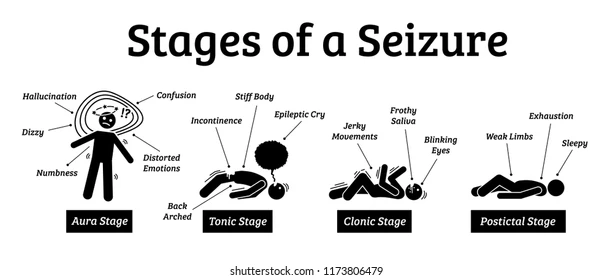 Stages of a Seizure
Hallucination
Confusion
!?
Dizzy
Numbness
Distorted
Emotions
Aura Stage
Stiff Body
Incontinence
Epileptic Cry
Back
Arched
Tonic Stage
Frothy
Saliva
Jerky
Movements
Blinking
Eyes
Clonic Stage
Exhaustion
Weak Limbs
Sleepy
Postictal Stage
shutterstock.com · 1173806479